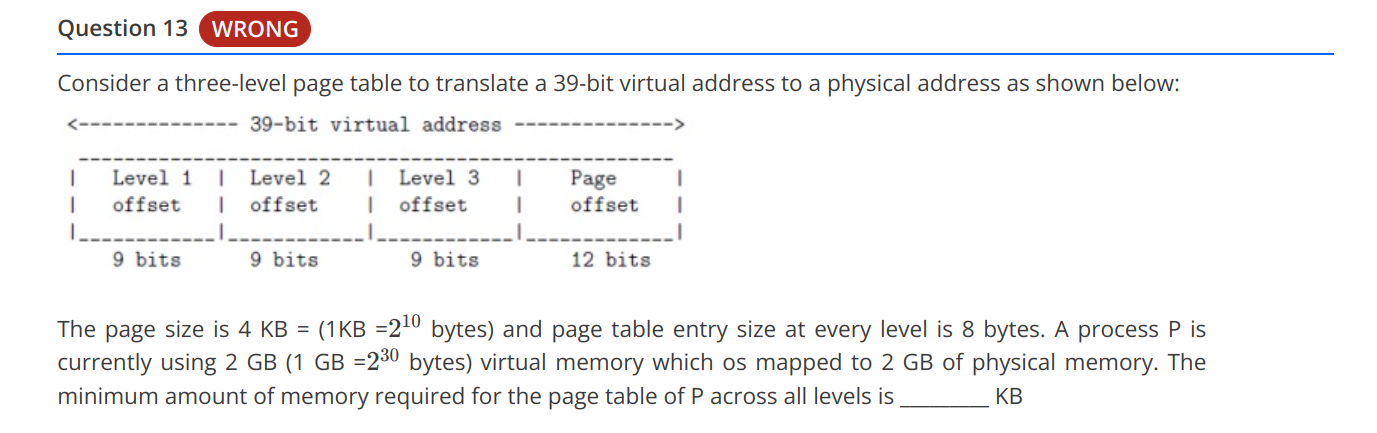 Question 13 WRONG
Consider a three-level page table to translate a 39-bit virtual address to a physical address as shown below:
<-------------- 39-bit virtual address -------------->
| Level 1 | Level 2 | Level 3 | Page |
| offset | offset | offset | offset |
9 bits 9 bits 9 bits 12 bits
The page size is 4 KB = (1KB =2¹⁰ bytes) and page table entry size at every level is 8 bytes. A process P is
currently using 2 GB (1 GB =2³⁰ bytes) virtual memory which os mapped to 2 GB of physical memory. The
minimum amount of memory required for the page table of P across all levels is _________ KB